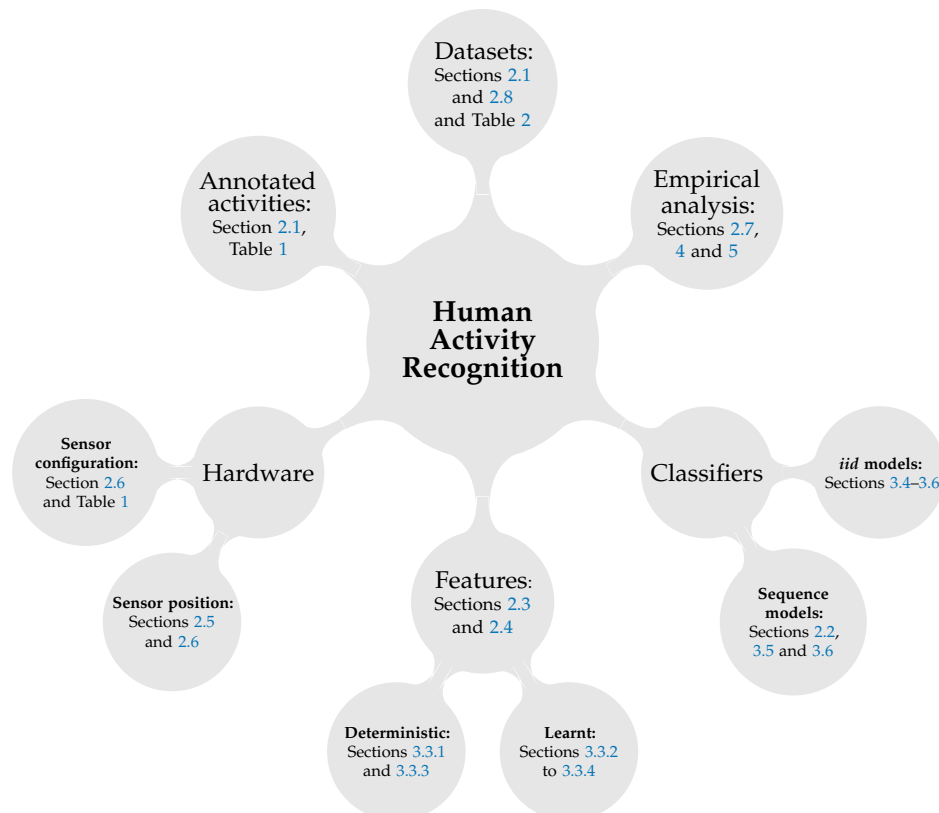 Datasets:
Sections 2.1
and 2.8
and Table 2
Annotated
activities:
Section 2.1,
Table 1
Empirical
analysis:
Sections 2.7,
4 and 5
Human
Activity
Recognition
Sensor
configuration:
Section 2.6
and Table 1
Hardware
Classifiers
iid models:
Sections 3.4–3.6
Sensor position:
Sections 2.5
and 2.6
Features:
Sections 2.3
and 2.4
Sequence
models:
Sections 2.2,
3.5 and 3.6
Deterministic:
Sections 3.3.1
and 3.3.3
Learnt:
Sections 3.3.2
to 3.3.4